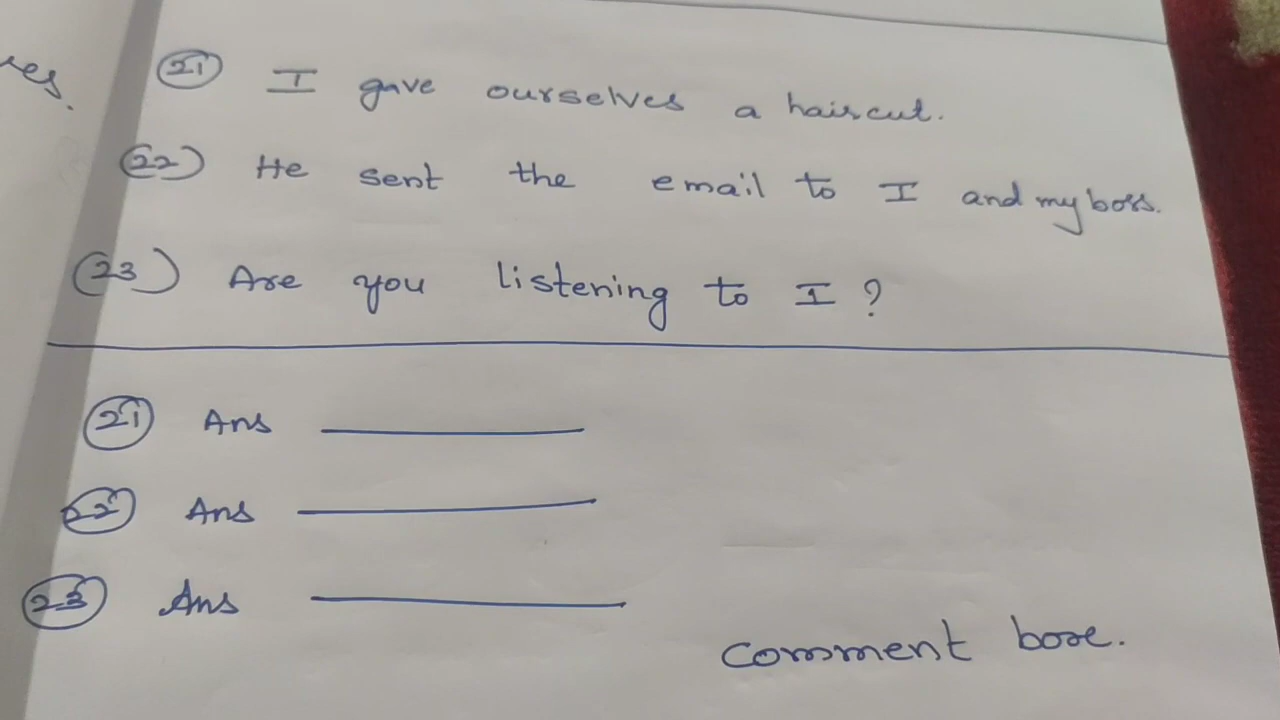 21 I gave ourselves a haircut.
22) He sent the email to I and my boss.
(23) Are you listening to I ?
21 Ans
22 Ans
23 Ans
comment boxe.